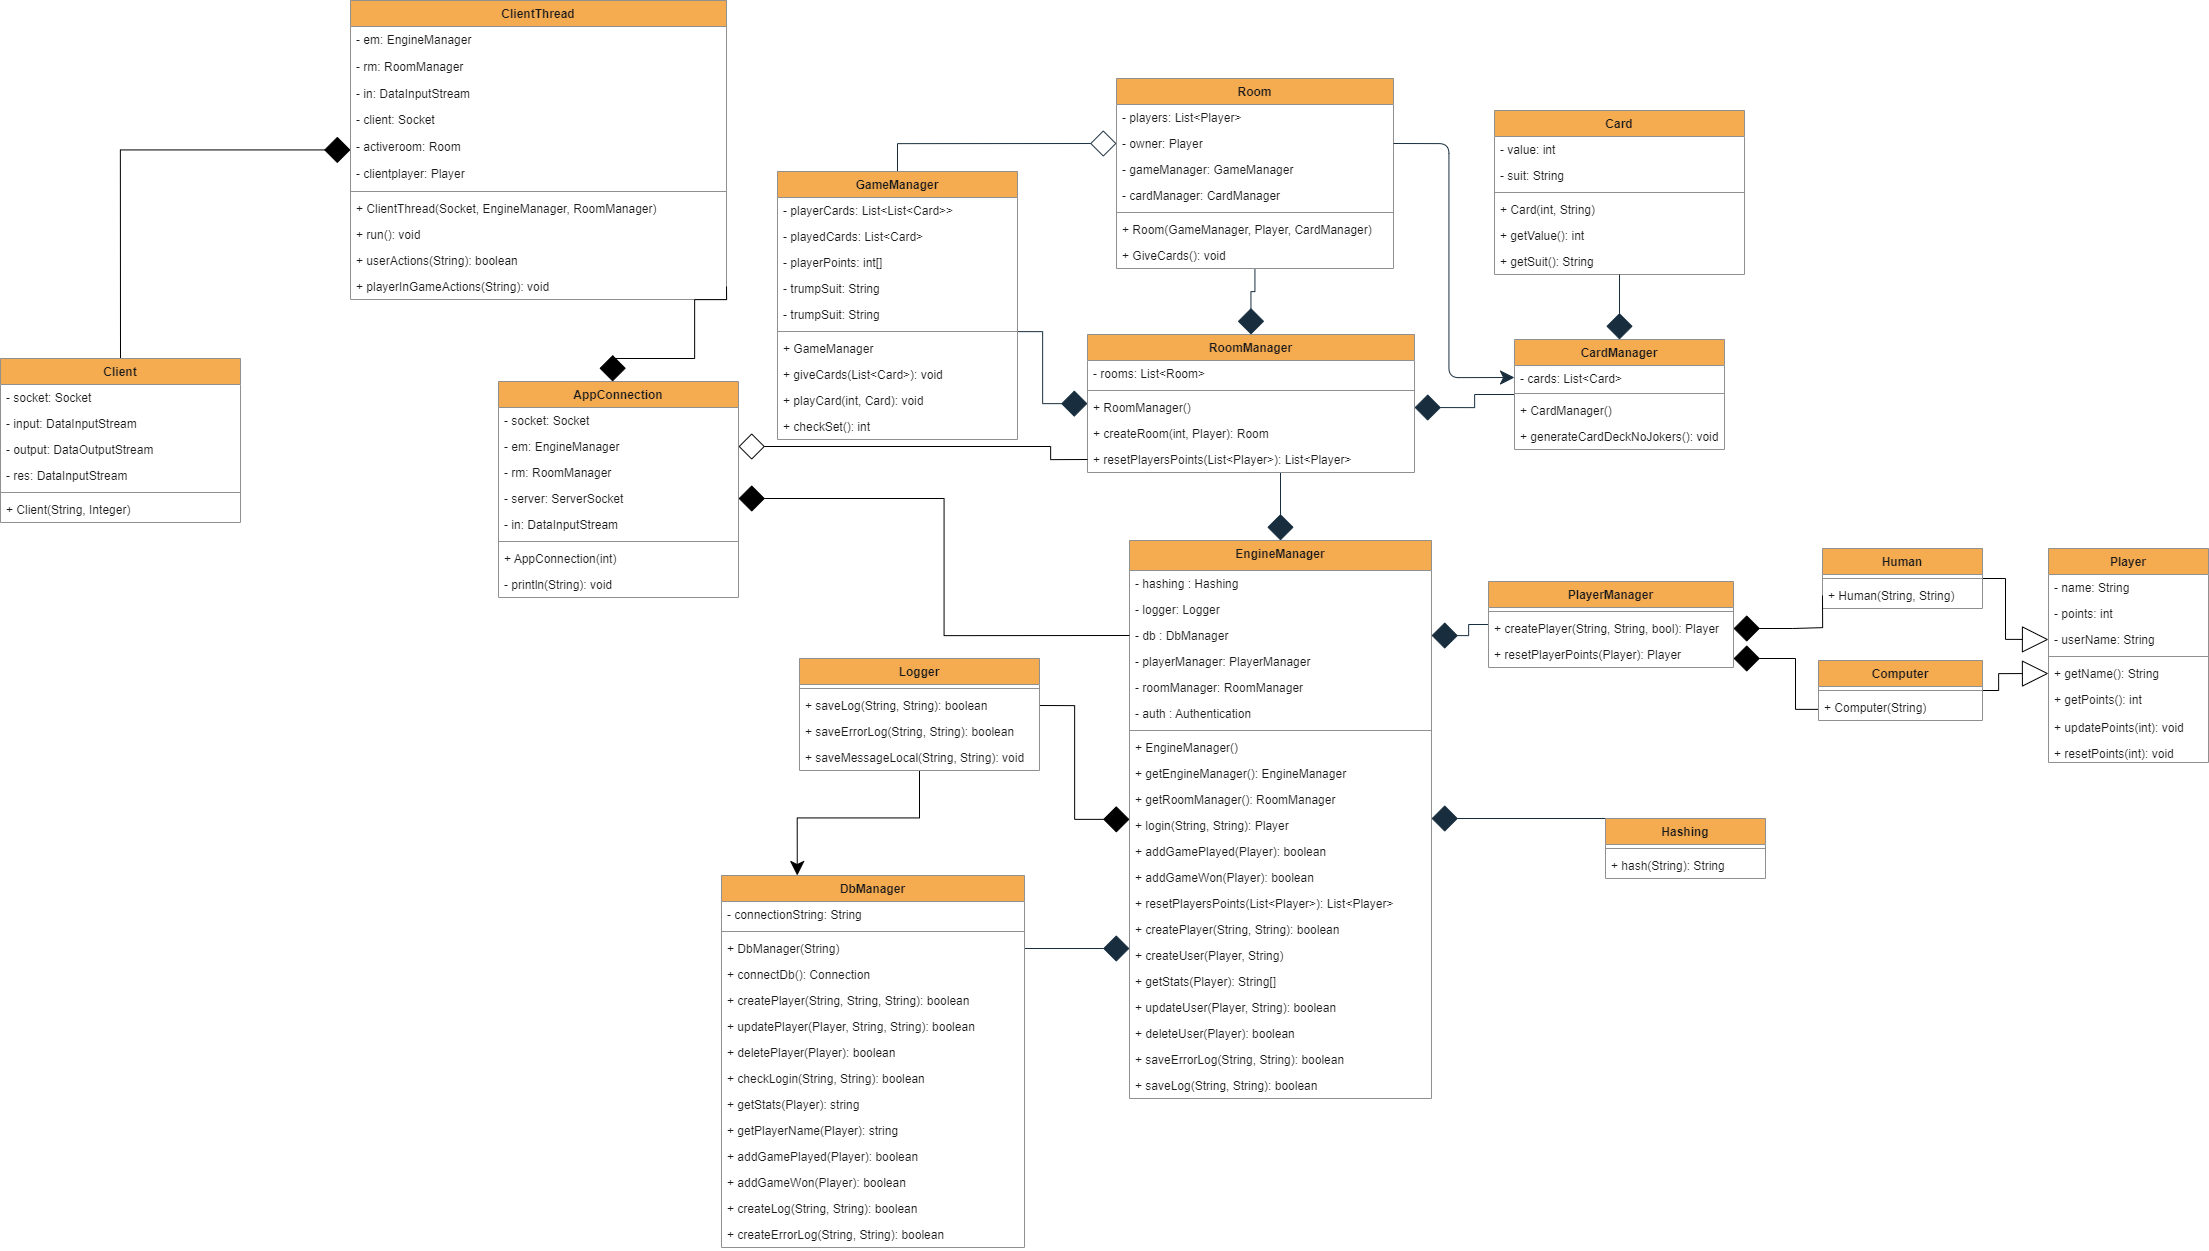 ClientThread
- em: EngineManager
- rm: RoomManager
- in: DataInputStream
- client: Socket
- activeroom: Room
- clientplayer: Player
+ ClientThread(Socket, EngineManager, RoomManager)
+ run(): void
+ userActions(String): boolean
+ playerInGameActions(String): void
Room
- players: List<Player>
- owner: Player
- gameManager: GameManager
- cardManager: CardManager
+ Room(GameManager, Player, CardManager)
+ GiveCards(): void
Card
- value: int
- suit: String
+ Card(int, String)
+ getValue(): int
+ getSuit(): String
GameManager
- playerCards: List<List<Card>>
- playedCards: List<Card>
- playerPoints: int[]
- trumpSuit: String
- trumpSuit: String
+ GameManager
+ giveCards(List<Card>): void
+ playCard(int, Card): void
+ checkSet(): int
RoomManager
- rooms: List<Room>
+ RoomManager()
+ createRoom(int, Player): Room
+ resetPlayersPoints(List<Player>): List<Player>
CardManager
- cards: List<Card>
+ CardManager()
+ generateCardDeckNoJokers(): void
Client
- socket: Socket
- input: DataInputStream
- output: DataOutputStream
- res: DataInputStream
+ Client(String, Integer)
AppConnection
- socket: Socket
- em: EngineManager
- rm: RoomManager
- server: ServerSocket
- in: DataInputStream
+ AppConnection(int)
- println(String): void
EngineManager
- hashing : Hashing
- logger: Logger
- db : DbManager
- playerManager: PlayerManager
- roomManager: RoomManager
- auth : Authentication
+ EngineManager()
+ getEngineManager(): EngineManager
+ getRoomManager(): RoomManager
+ login(String, String): Player
+ addGamePlayed(Player): boolean
+ addGameWon(Player): boolean
+ resetPlayersPoints(List<Player>): List<Player>
+ createPlayer(String, String): boolean
+ createUser(Player, String)
+ getStats(Player): String[]
+ updateUser(Player, String): boolean
+ deleteUser(Player): boolean
+ saveErrorLog(String, String): boolean
+ saveLog(String, String): boolean
PlayerManager
+ createPlayer(String, String, bool): Player
+ resetPlayerPoints(Player): Player
Human
+ Human(String, String)
Computer
+ Computer(String)
Player
- name: String
- points: int
- userName: String
+ getName(): String
+ getPoints(): int
+ updatePoints(int): void
+ resetPoints(int): void
Logger
+ saveLog(String, String): boolean
+ saveErrorLog(String, String): boolean
+ saveMessageLocal(String, String): void
Hashing
+ hash(String): String
DbManager
- connectionString: String
+ DbManager(String)
+ connectDb(): Connection
+ createPlayer(String, String, String): boolean
+ updatePlayer(Player, String, String): boolean
+ deletePlayer(Player): boolean
+ checkLogin(String, String): boolean
+ getStats(Player): string
+ getPlayerName(Player): string
+ addGamePlayed(Player): boolean
+ addGameWon(Player): boolean
+ createLog(String, String): boolean
+ createErrorLog(String, String): boolean